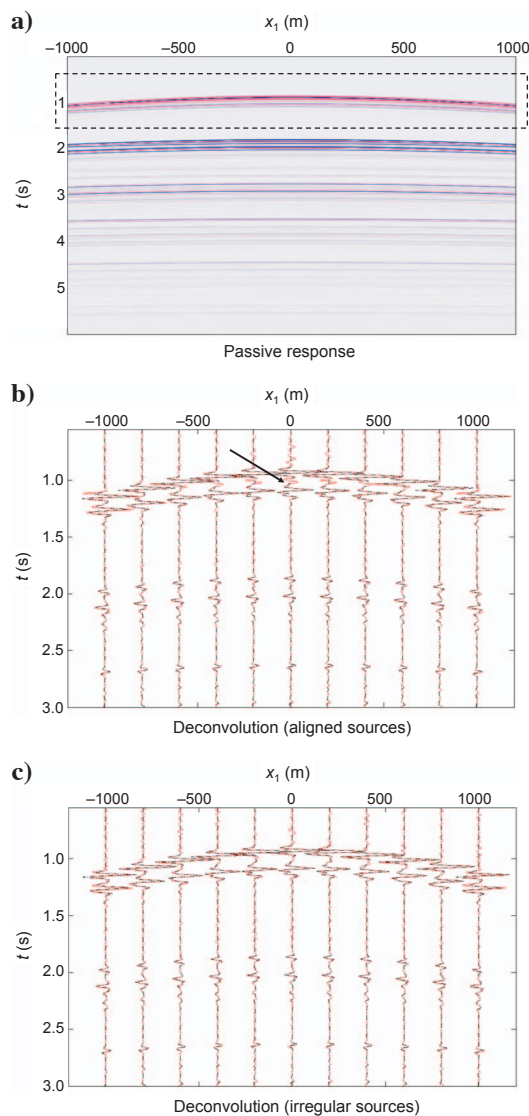 a)
x₁ (m)
−1000 −500 0 500 1000
1
2
3
4
5
t (s)
Passive response
b)
x₁ (m)
−1000 −500 0 500 1000
1.0
1.5
2.0
2.5
3.0
t (s)
Deconvolution (aligned sources)
c)
x₁ (m)
−1000 −500 0 500 1000
1.0
1.5
2.0
2.5
3.0
t (s)
Deconvolution (irregular sources)